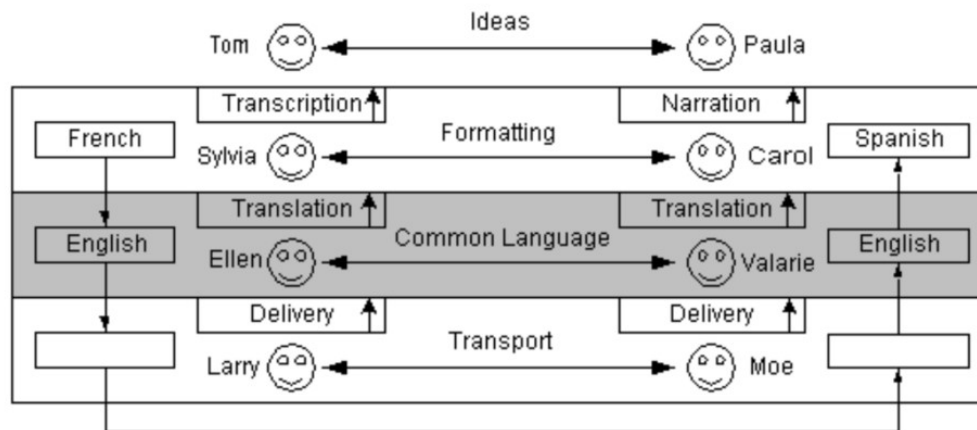 Ideas
Tom Paula
Transcription Narration
French Formatting Spanish
Sylvia Carol
Translation Translation
English Common Language English
Ellen Valarie
Delivery Delivery
Transport
Larry Moe